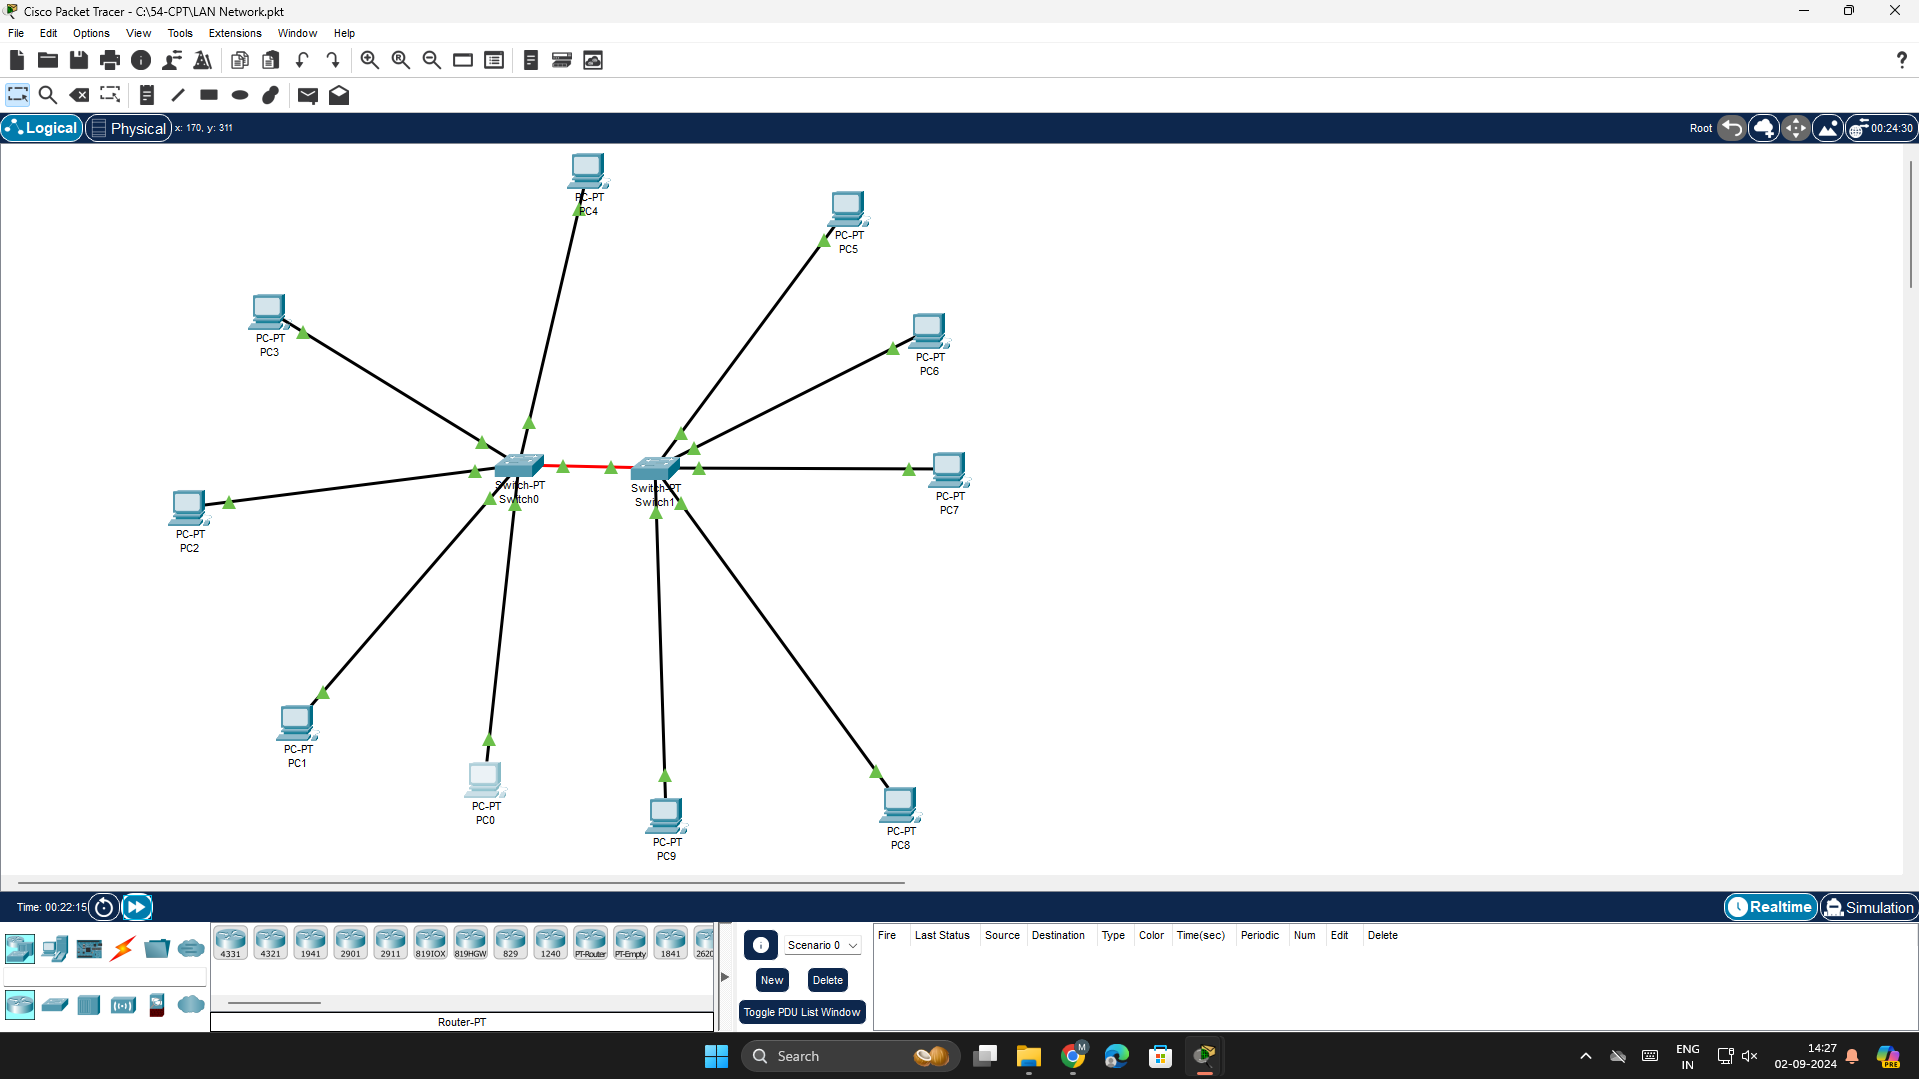 Cisco Packet Tracer - C:\54-CPT\LAN Network.pkt
File Edit Options View Tools Extensions Window Help
Logical Physical x: 170, y: 311 Root 00:24:30
PC-PT
PC4
PC-PT
PC5
PC-PT
PC3
PC-PT
PC6
Switch-PT
Switch0
Switch-PT
Switch1
PC-PT
PC7
PC-PT
PC2
PC-PT
PC1
PC-PT
PC0
PC-PT
PC9
PC-PT
PC8
Time: 00:22:15 Realtime Simulation
4331 4321 1941 2901 2911 819IOX 819HGW 829 1240 PT-Router PT-Empty 1841 2620
Router-PT
Scenario 0
New Delete
Toggle PDU List Window
Fire Last Status Source Destination Type Color Time(sec) Periodic Num Edit Delete
Search
M
ENG
IN
14:27
02-09-2024
PRE